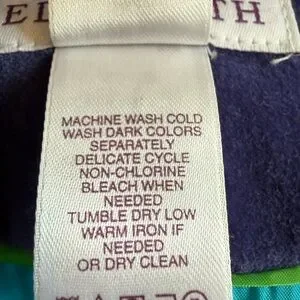 MACHINE WASH COLD
WASH DARK COLORS
SEPARATELY
DELICATE CYCLE
NON-CHLORINE
BLEACH WHEN
NEEDED
TUMBLE DRY LOW
WARM IRON IF
NEEDED
OR DRY CLEAN